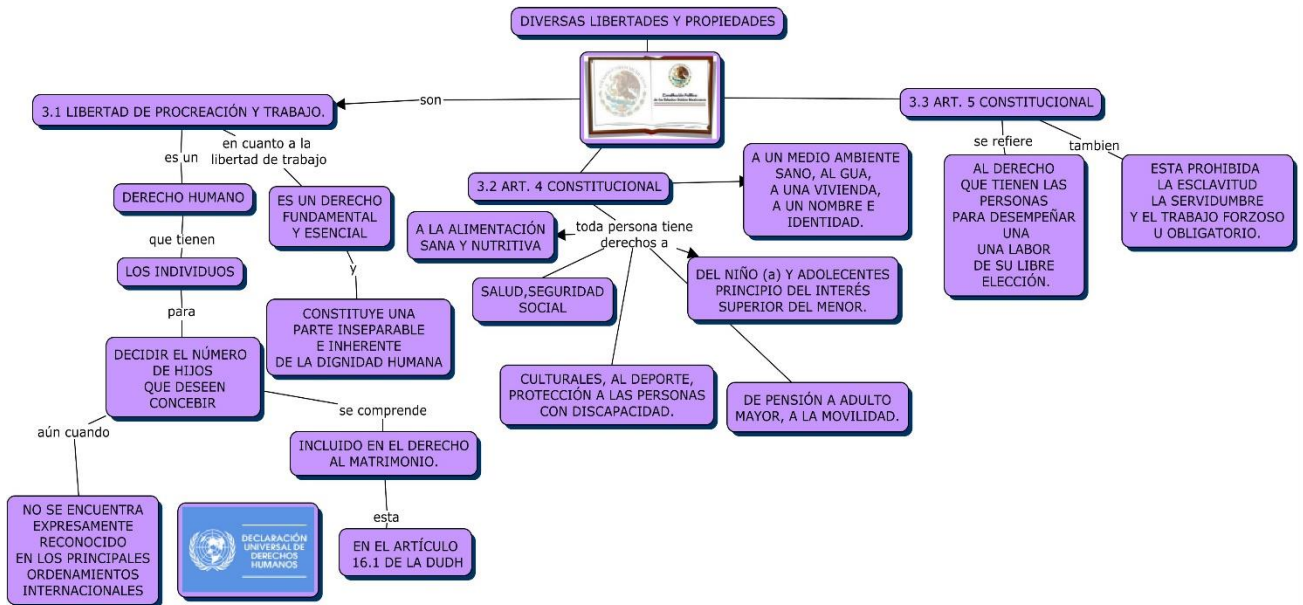 DIVERSAS LIBERTADES Y PROPIEDADES
Constitución Política
de los Estados Unidos Mexicanos
son
3.1 LIBERTAD DE PROCREACIÓN Y TRABAJO.
es un
en cuanto a la
libertad de trabajo
DERECHO HUMANO
que tienen
LOS INDIVIDUOS
para
DECIDIR EL NÚMERO
DE HIJOS
QUE DESEEN
CONCEBIR
aún cuando
NO SE ENCUENTRA
EXPRESAMENTE
RECONOCIDO
EN LOS PRINCIPALES
ORDENAMIENTOS
INTERNACIONALES
se comprende
INCLUIDO EN EL DERECHO
AL MATRIMONIO.
esta
EN EL ARTÍCULO
16.1 DE LA DUDH
DECLARACIÓN
UNIVERSAL DE
DERECHOS
HUMANOS
ES UN DERECHO
FUNDAMENTAL
Y ESENCIAL
y
CONSTITUYE UNA
PARTE INSEPARABLE
E INHERENTE
DE LA DIGNIDAD HUMANA
3.2 ART. 4 CONSTITUCIONAL
toda persona tiene
derechos a
A UN MEDIO AMBIENTE
SANO, AL GUA,
A UNA VIVIENDA,
A UN NOMBRE E
IDENTIDAD.
A LA ALIMENTACIÓN
SANA Y NUTRITIVA
SALUD,SEGURIDAD
SOCIAL
DEL NIÑO (a) Y ADOLECENTES
PRINCIPIO DEL INTERÉS
SUPERIOR DEL MENOR.
CULTURALES, AL DEPORTE,
PROTECCIÓN A LAS PERSONAS
CON DISCAPACIDAD.
DE PENSIÓN A ADULTO
MAYOR, A LA MOVILIDAD.
3.3 ART. 5 CONSTITUCIONAL
se refiere
AL DERECHO
QUE TIENEN LAS
PERSONAS
PARA DESEMPEÑAR
UNA
UNA LABOR
DE SU LIBRE
ELECCIÓN.
tambien
ESTA PROHIBIDA
LA ESCLAVITUD
LA SERVIDUMBRE
Y EL TRABAJO FORZOSO
U OBLIGATORIO.